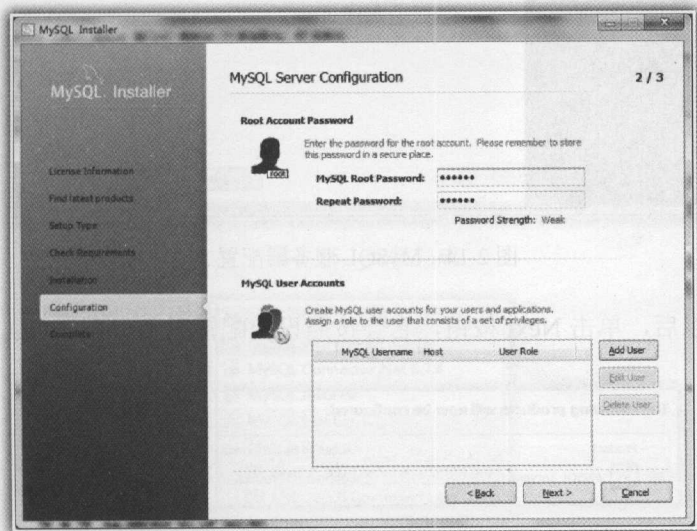 MySQL Installer
MySQL Installer
License Information
Find latest products
Setup Type
Check Requirements
Installation
Configuration
Complete
MySQL Server Configuration
2 / 3
Root Account Password
Enter the password for the root account. Please remember to store
this password in a secure place.
ROOT
MySQL Root Password:
●●●●●●
Repeat Password:
●●●●●●
Password Strength: Weak
MySQL User Accounts
Create MySQL user accounts for your users and applications.
Assign a role to the user that consists of a set of privileges.
MySQL Username Host User Role
Add User
Edit User
Delete User
< Back
Next >
Cancel